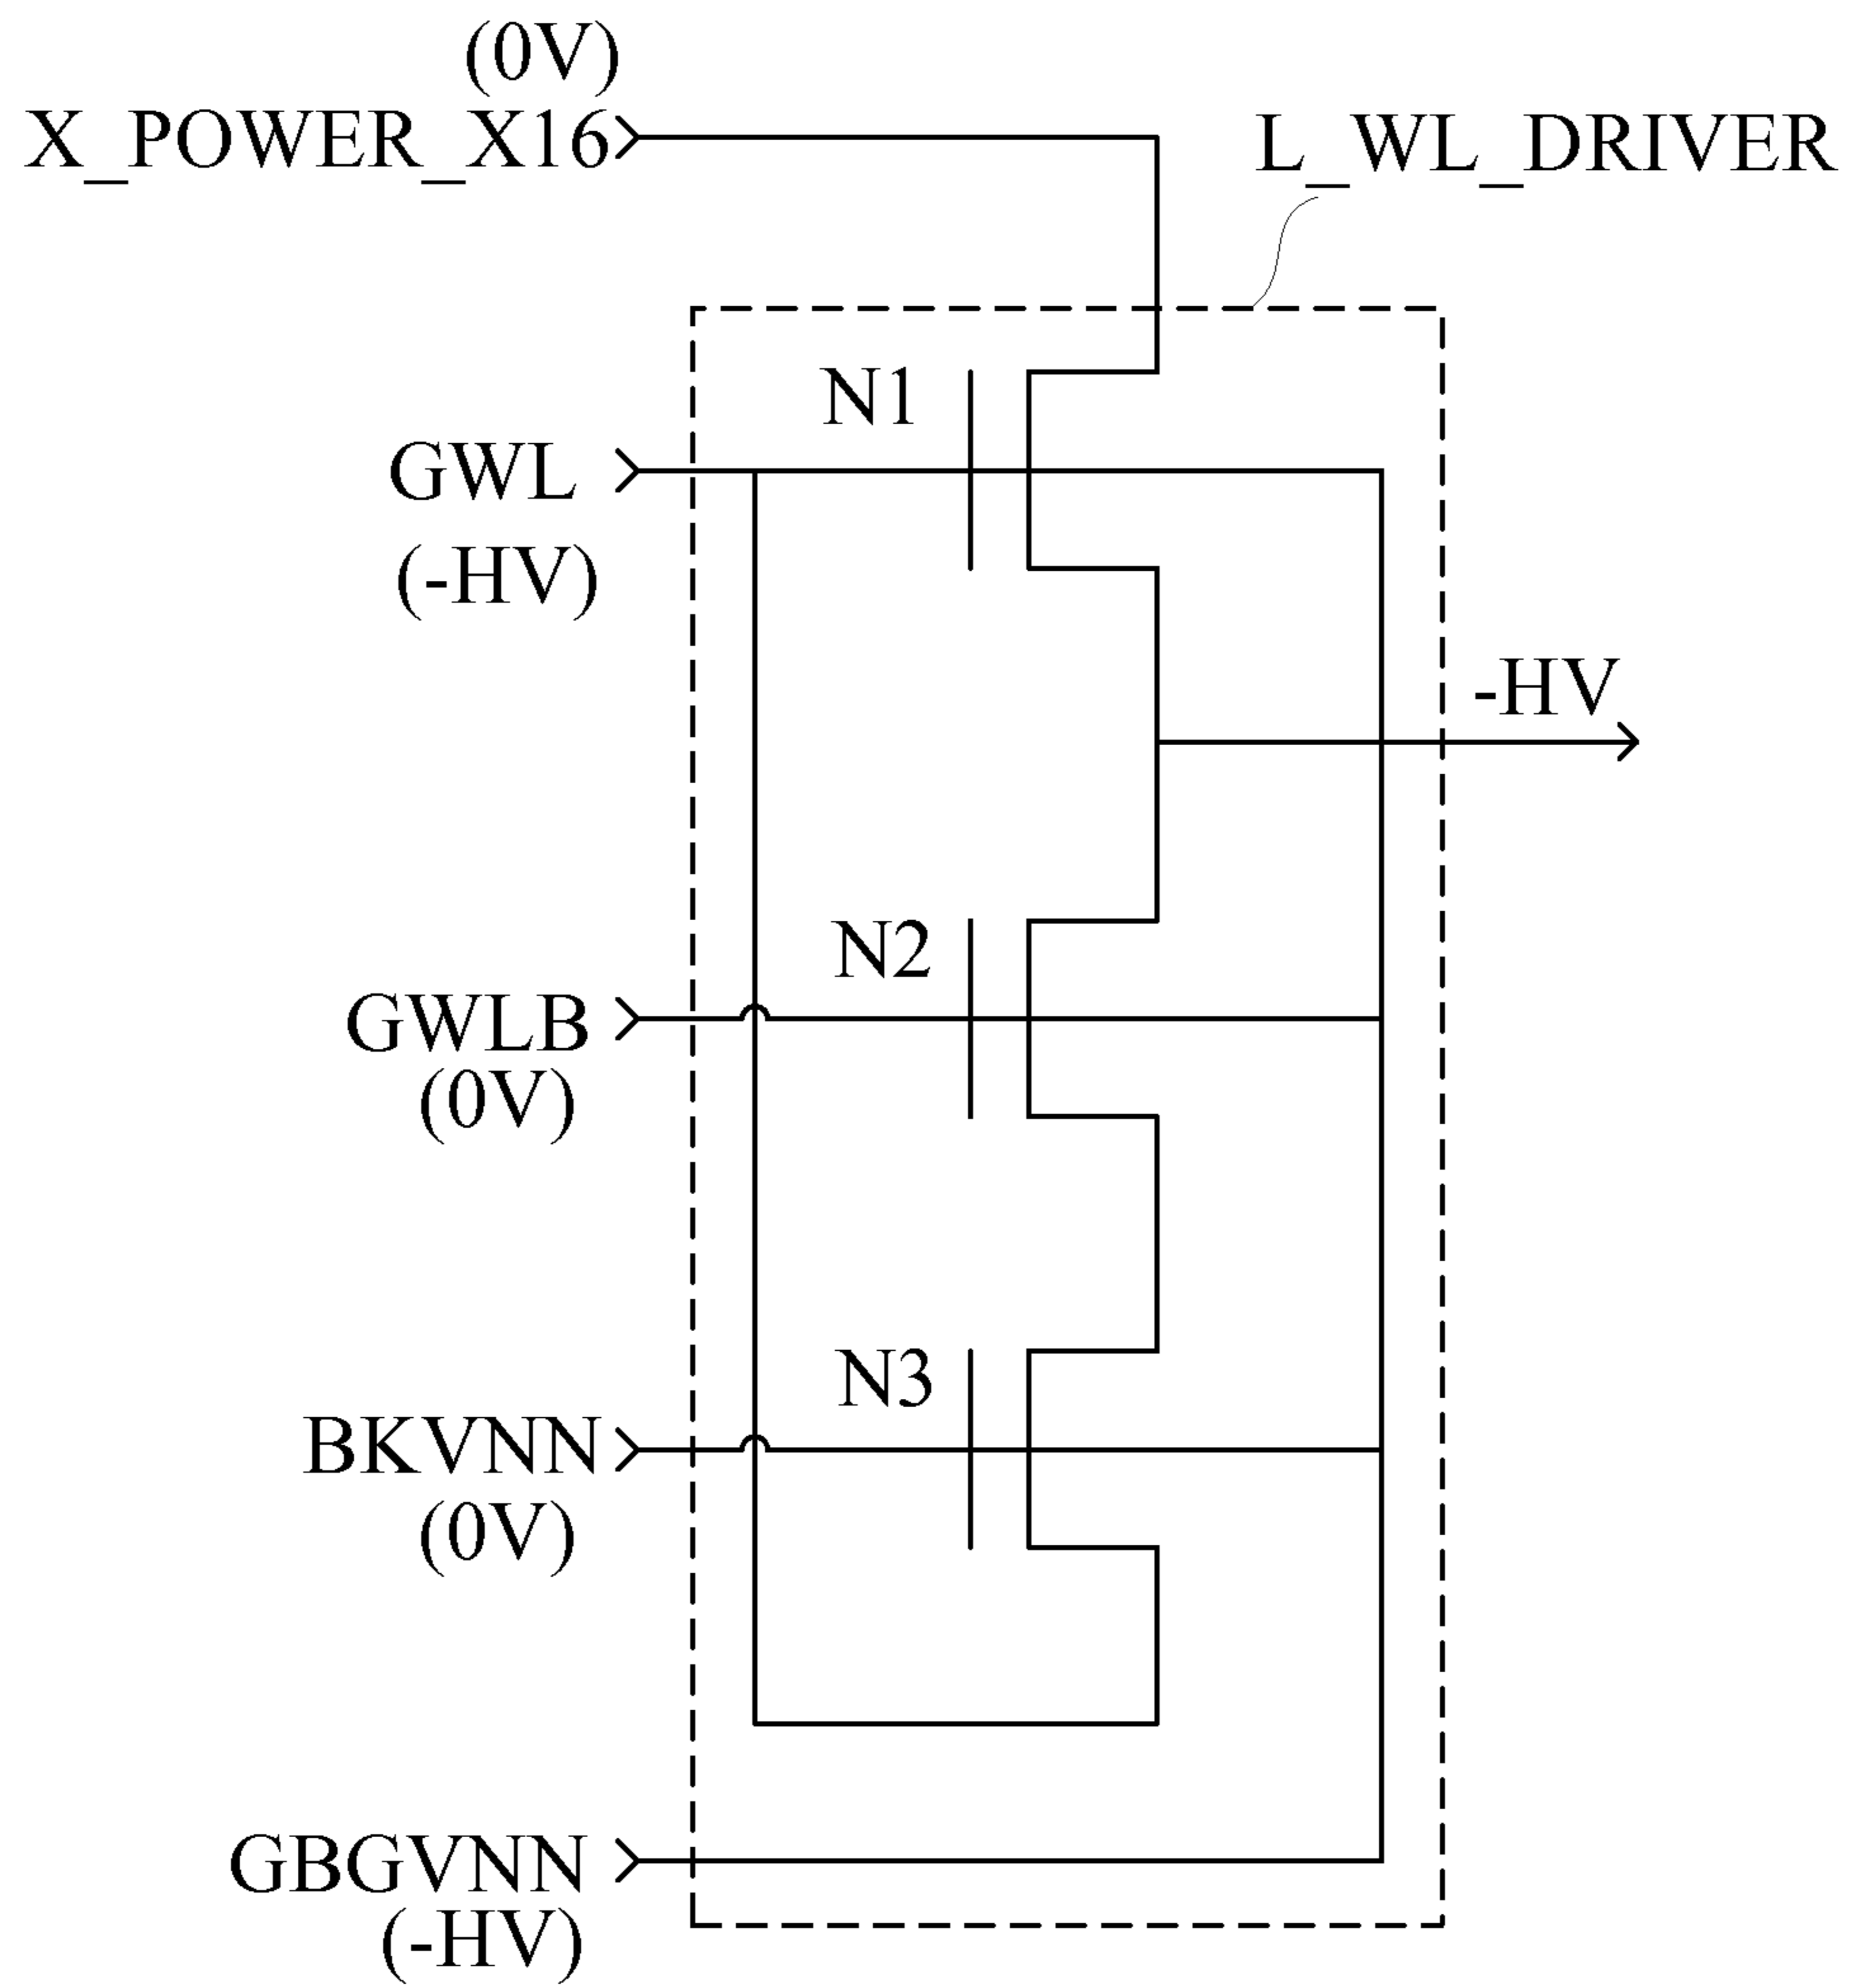 (0V)
X_POWER_X16
L_WL_DRIVER
N1
GWL
(-HV)
-HV
N2
GWLB
(0V)
N3
BKVNN
(0V)
GBGVNN
(-HV)